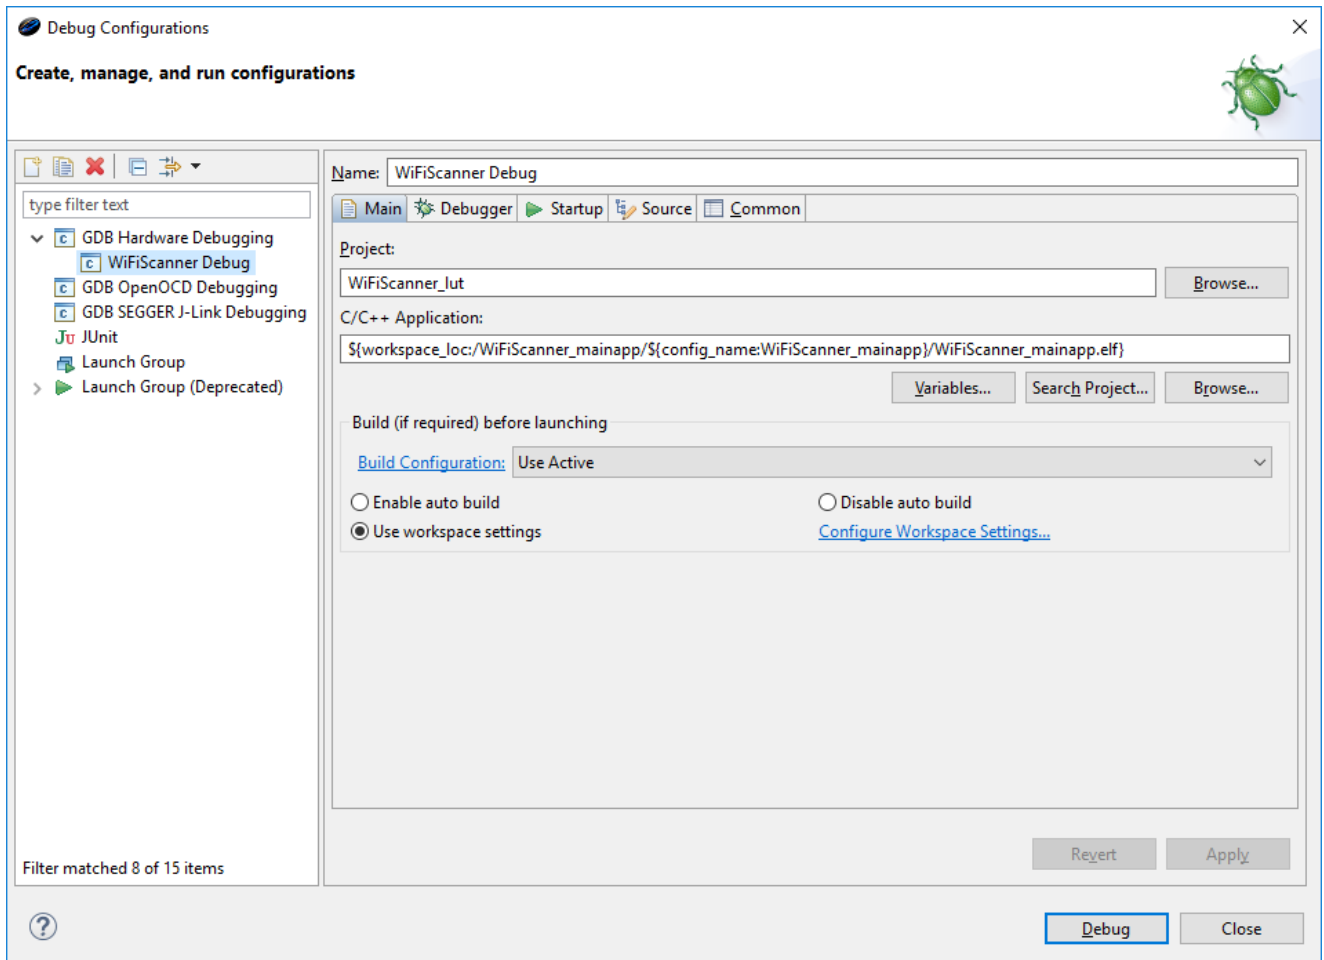 Debug Configurations
Create, manage, and run configurations
type filter text
GDB Hardware Debugging
WiFiScanner Debug
GDB OpenOCD Debugging
GDB SEGGER J-Link Debugging
JUnit
Launch Group
Launch Group (Deprecated)
Filter matched 8 of 15 items
Name: WiFiScanner Debug
Main Debugger Startup Source Common
Project:
WiFiScanner_lut Browse...
C/C++ Application:
${workspace_loc:/WiFiScanner_mainapp/${config_name:WiFiScanner_mainapp}/WiFiScanner_mainapp.elf}
Variables... Search Project... Browse...
Build (if required) before launching
Build Configuration: Use Active
Enable auto build Disable auto build
Use workspace settings Configure Workspace Settings...
Revert Apply
Debug Close